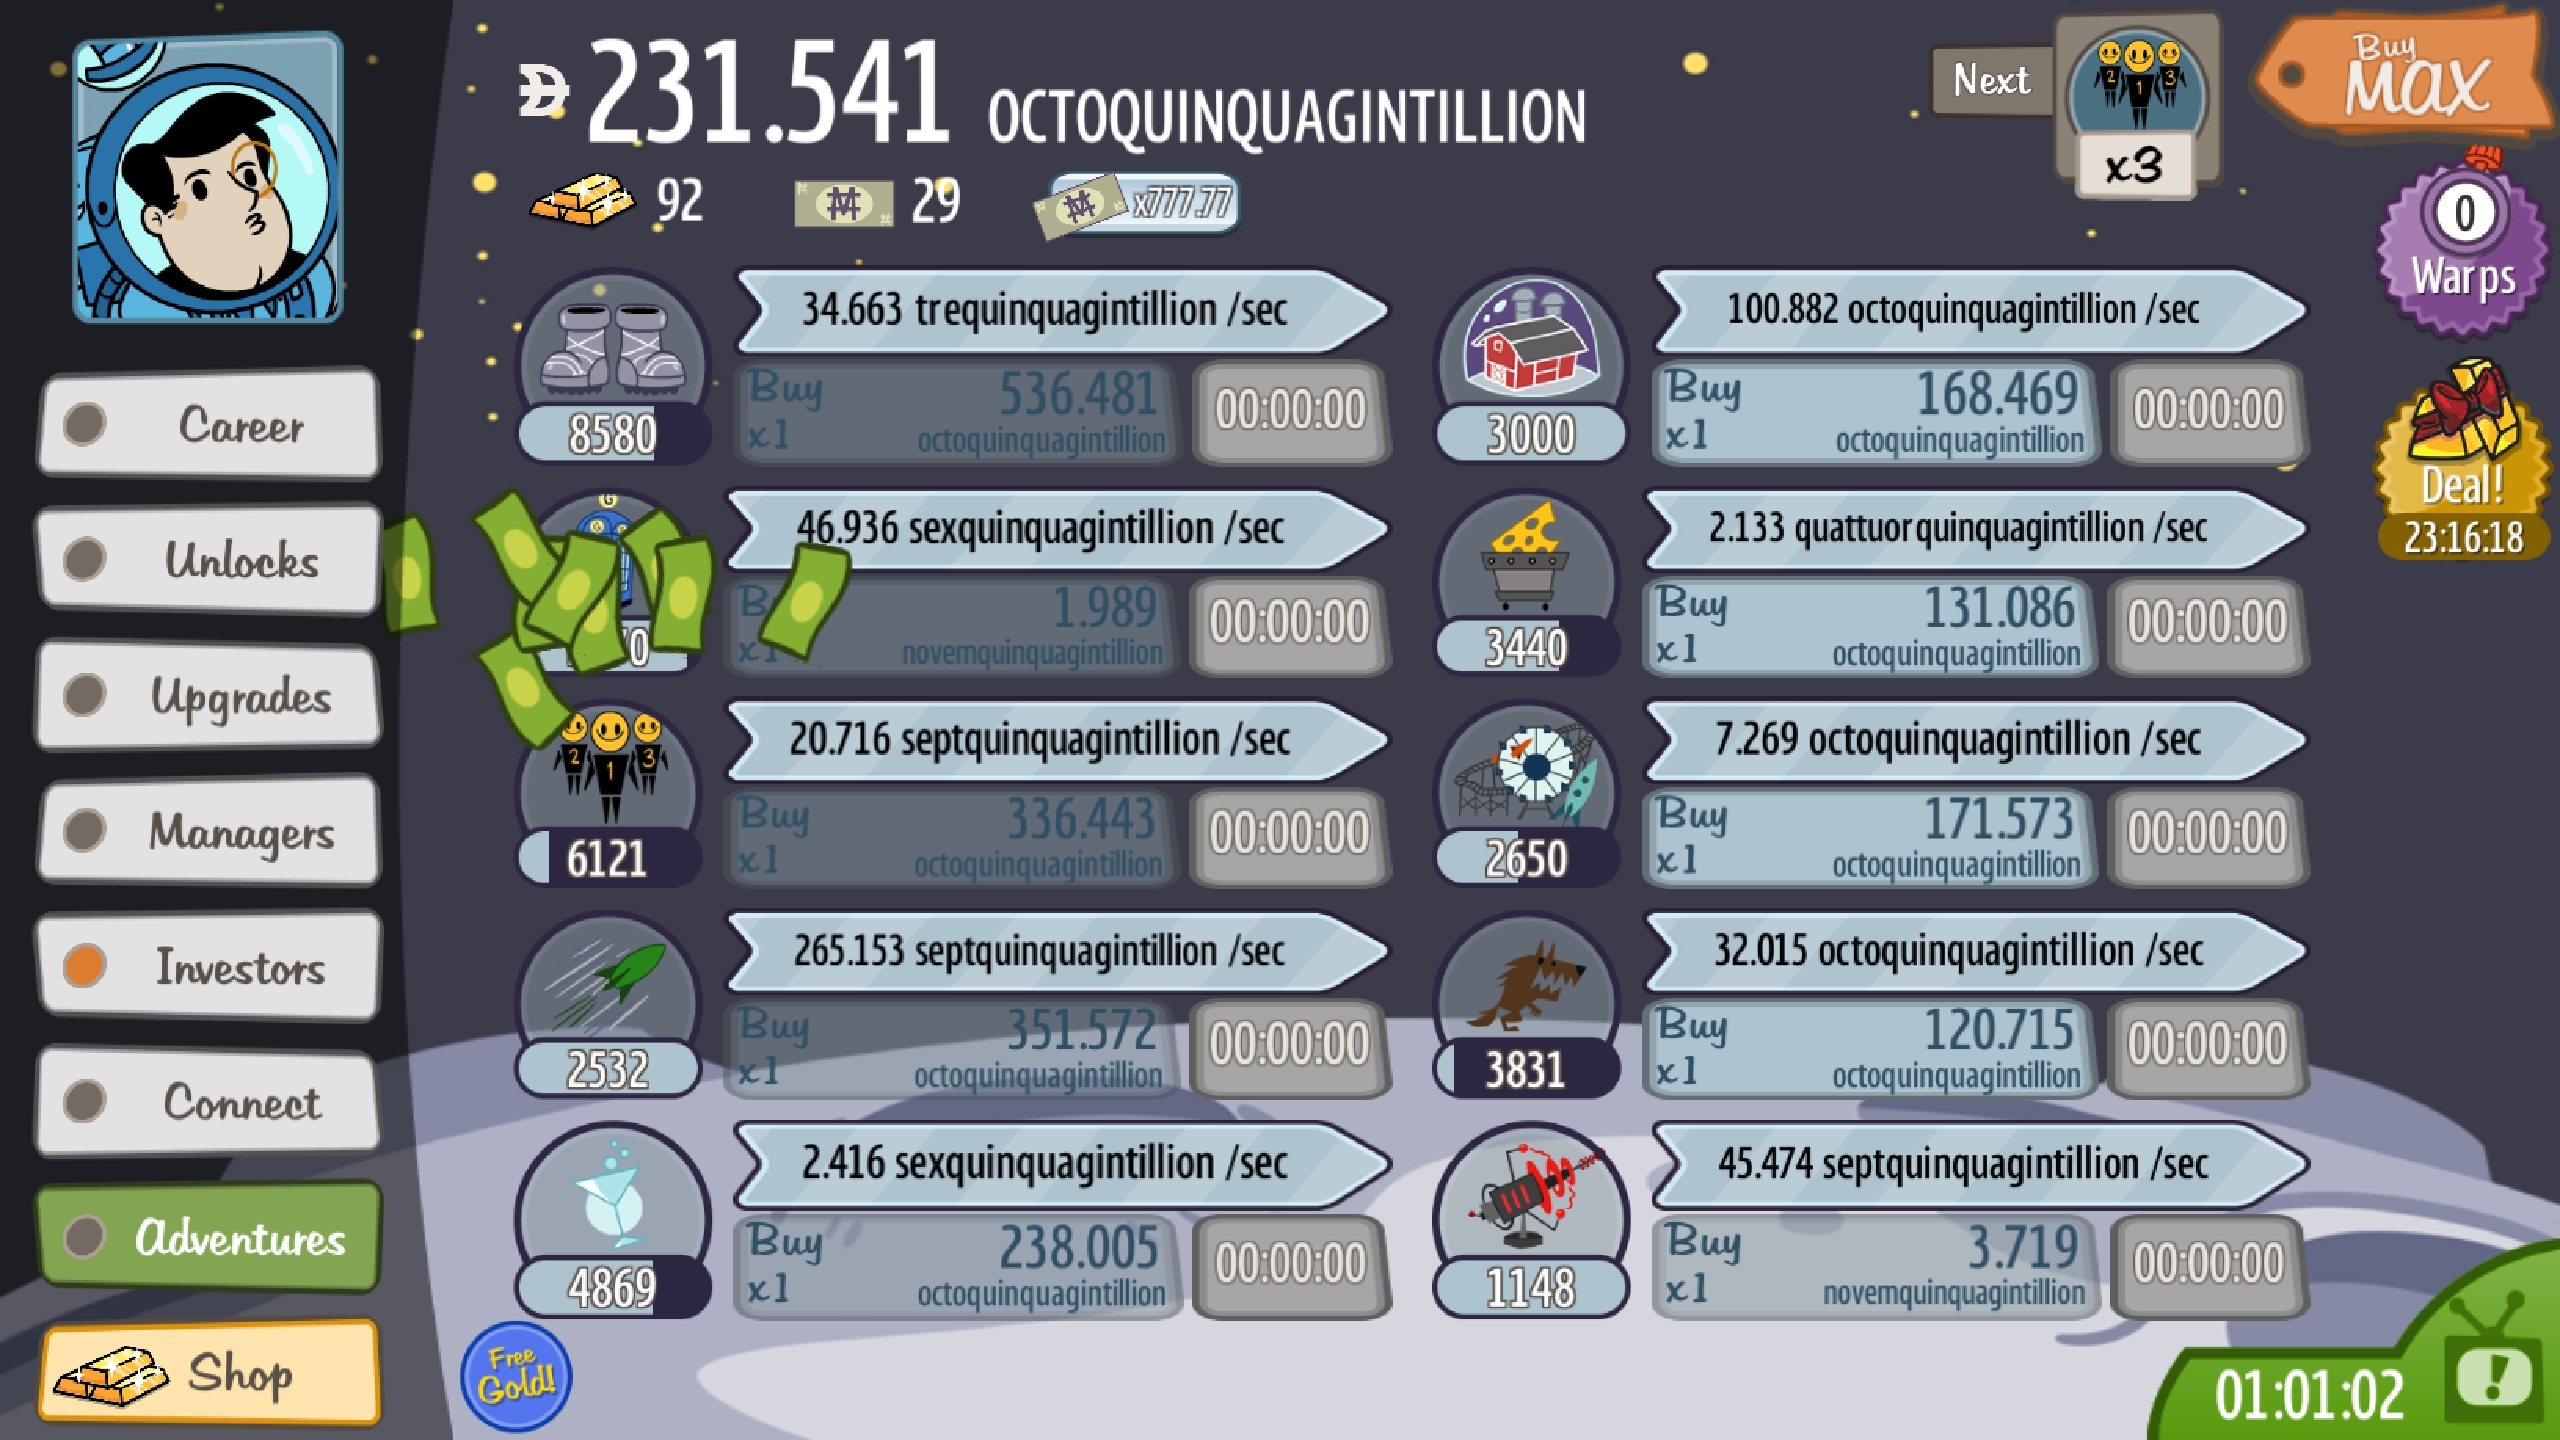 231.541 OCTOQUINQUAGINTILLION
92
29
x777.77
Next
x3
Buy
MAX
0
Warps
Deal!
23:16:18
Career
Unlocks
Upgrades
Managers
Investors
Connect
Adventures
Shop
34.663 trequinquagintillion /sec
Buy 536.481
x1 octoquinquagintillion
00:00:00
8580
46.936 sexquinquagintillion /sec
1.989
x1 novemquinquagintillion
00:00:00
20.716 septquinquagintillion /sec
2 1 3
Buy 336.443
x1 octoquinquagintillion
00:00:00
6121
265.153 septquinquagintillion /sec
Buy 351.572
x1 octoquinquagintillion
00:00:00
2532
2.416 sexquinquagintillion /sec
Buy 238.005
x1 octoquinquagintillion
00:00:00
4869
100.882 octoquinquagintillion /sec
Buy 168.469
x1 octoquinquagintillion
00:00:00
3000
2.133 quattuorquinquagintillion /sec
Buy 131.086
x1 octoquinquagintillion
00:00:00
3440
7.269 octoquinquagintillion /sec
Buy 171.573
x1 octoquinquagintillion
00:00:00
2650
32.015 octoquinquagintillion /sec
Buy 120.715
x1 octoquinquagintillion
00:00:00
3831
45.474 septquinquagintillion /sec
Buy 3.719
x1 novemquinquagintillion
00:00:00
1148
Free
Gold!
01:01:02